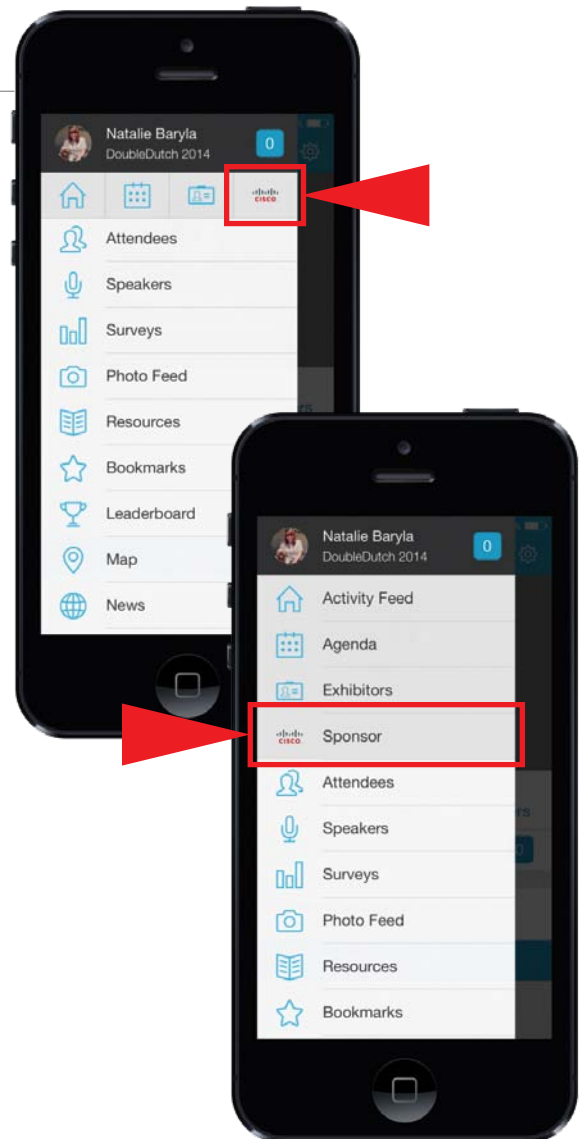 Natalie Baryla
DoubleDutch 2014
0
CISCO
Attendees
Speakers
Surveys
Photo Feed
Resources
Bookmarks
Leaderboard
Map
News
Natalie Baryla
DoubleDutch 2014
0
Activity Feed
Agenda
Exhibitors
CISCO
Sponsor
Attendees
Speakers
Surveys
Photo Feed
Resources
Bookmarks